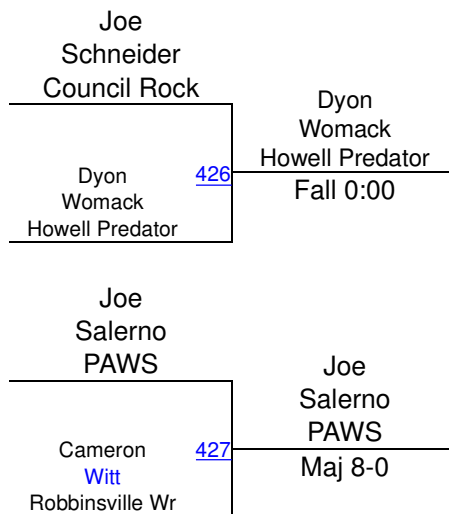 Joe
Schneider
Council Rock
Dyon
Womack
Howell Predator
426
Dyon
Womack
Howell Predator
Fall 0:00
Joe
Salerno
PAWS
Cameron
Witt
Robbinsville Wr
427
Joe
Salerno
PAWS
Maj 8-0